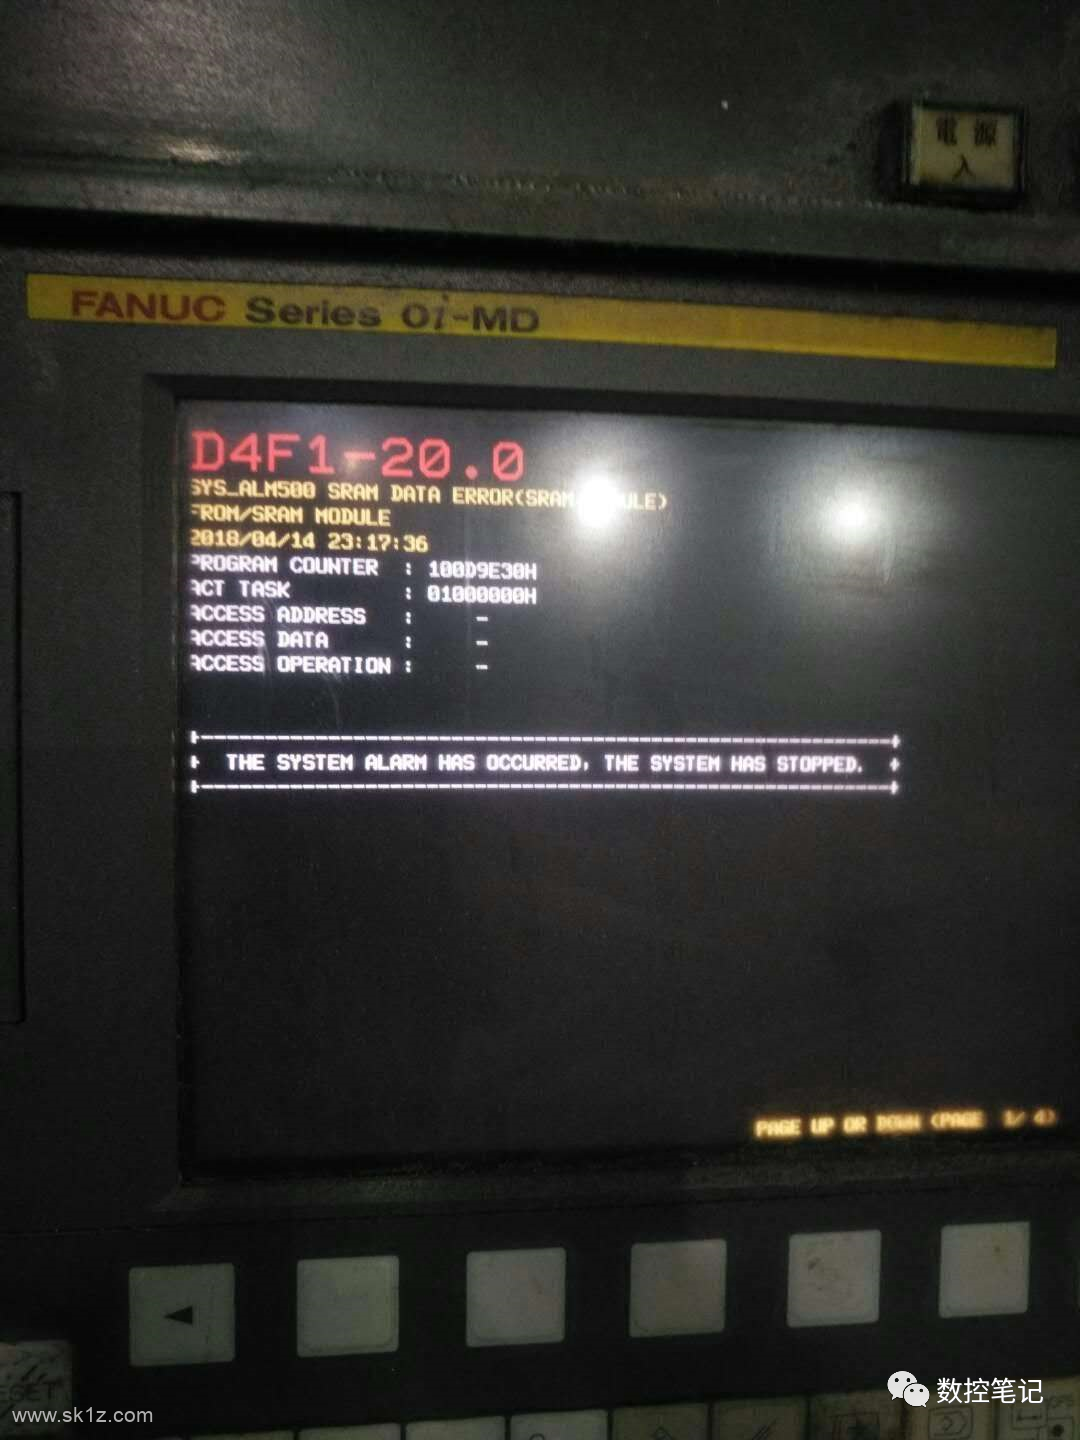 電源
入
FANUC Series 0i-MD
D4F1-20.0
SYS_ALM500 SRAM DATA ERROR(SRAM MODULE)
FROM/SRAM MODULE
2018/04/14 23:17:36
PROGRAM COUNTER : 100D9E30H
ACT TASK : 01000000H
ACCESS ADDRESS : -
ACCESS DATA : -
ACCESS OPERATION : -
THE SYSTEM ALARM HAS OCCURRED, THE SYSTEM HAS STOPPED.
PAGE UP OR DOWN (PAGE 1/ 4)
数控笔记
www.sk1z.com